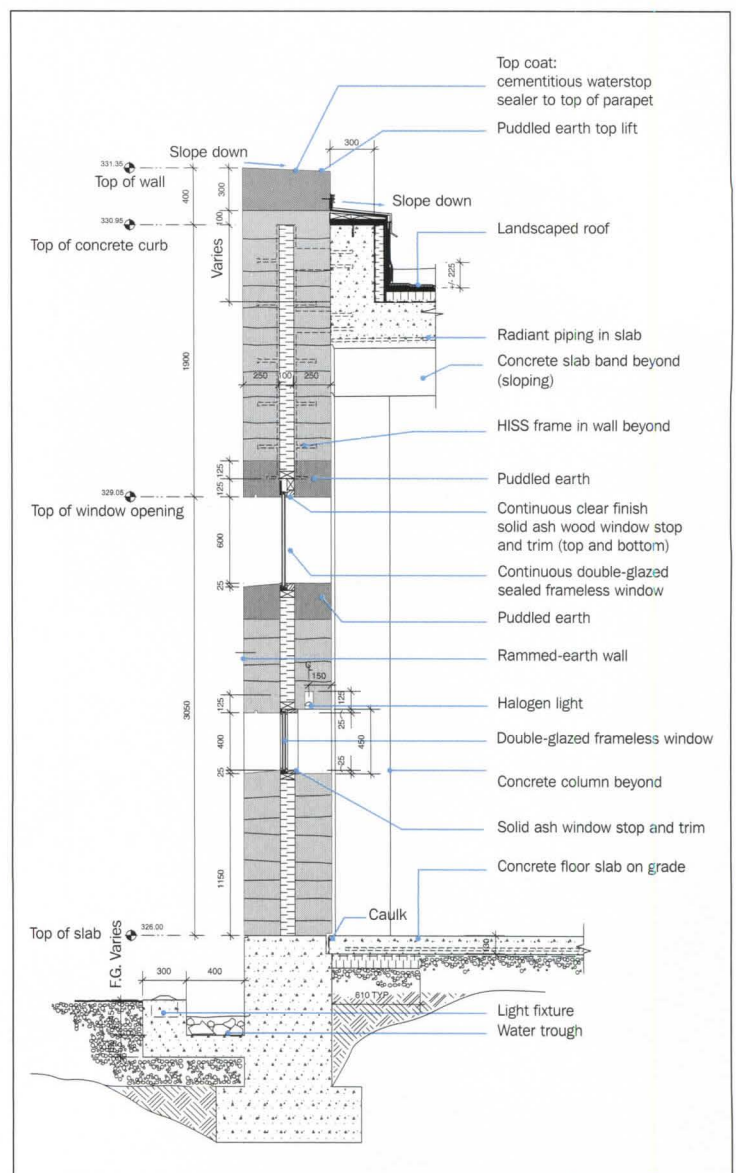 Top coat:
cementitious waterstop
sealer to top of parapet
Puddled earth top lift
Slope down
300
331.35
Top of wall
400
300
Slope down
100
330.95
Top of concrete curb
Landscaped roof
Varies
+/- 225
Radiant piping in slab
1900
Concrete slab band beyond
(sloping)
250
100
250
HISS frame in wall beyond
125
125
Puddled earth
329.05
Top of window opening
Continuous clear finish
solid ash wood window stop
and trim (top and bottom)
600
Continuous double-glazed
sealed frameless window
25
Puddled earth
Rammed-earth wall
150
125
125
Halogen light
3050
25
400
450
Double-glazed frameless window
25
25
Concrete column beyond
Solid ash window stop and trim
1150
Concrete floor slab on grade
Caulk
Top of slab
326.00
F.G. Varies
300
400
610 TYP
Light fixture
Water trough